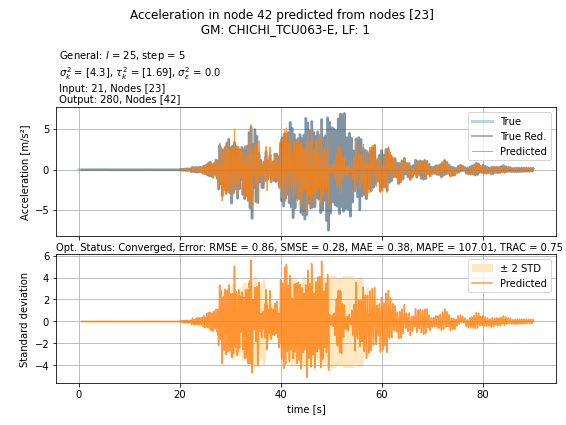 Acceleration in node 42 predicted from nodes [23]
GM: CHICHI_TCU063-E, LF: 1
General: l = 25, step = 5
σ²ₖ = [4.3], τ²ₖ = [1.69], σ²_ε = 0.0
Input: 21, Nodes [23]
Output: 280, Nodes [42]
Acceleration [m/s²]
5
0
−5
True
True Red.
Predicted
Opt. Status: Converged, Error: RMSE = 0.86, SMSE = 0.28, MAE = 0.38, MAPE = 107.01, TRAC = 0.75
Standard deviation
6
4
2
0
−2
−4
± 2 STD
Predicted
0 20 40 60 80
time [s]